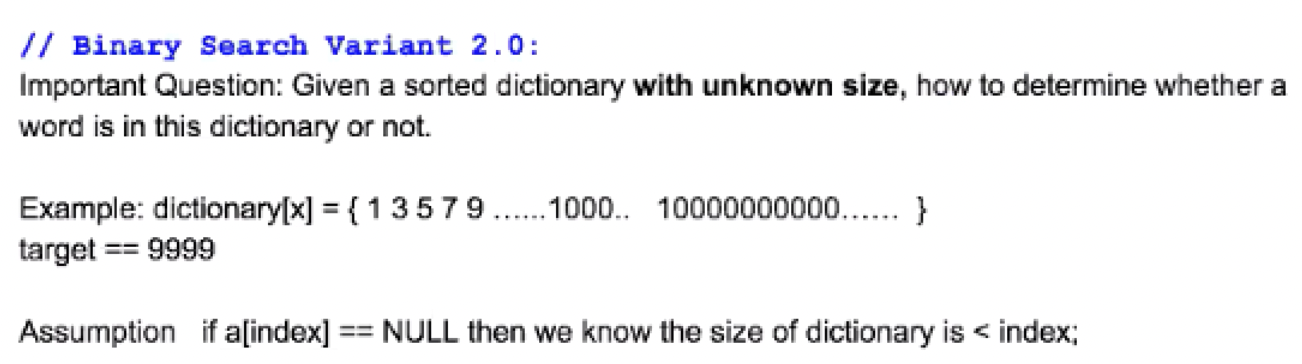 // Binary Search Variant 2.0:
Important Question: Given a sorted dictionary with unknown size, how to determine whether a
word is in this dictionary or not.
Example: dictionary[x] = { 1 3 5 7 9 ......1000.. 10000000000...... }
target == 9999
Assumption if a[index] == NULL then we know the size of dictionary is < index;